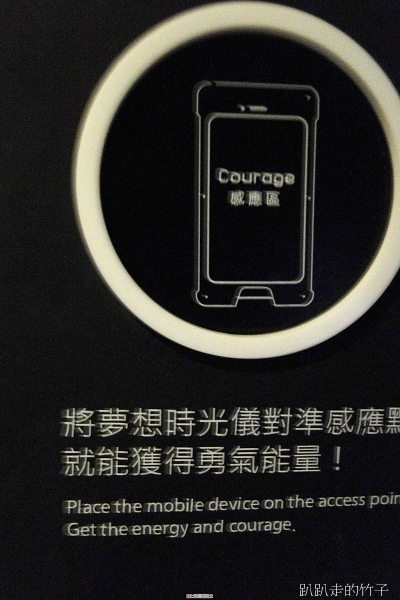 Courage
感應區
將夢想時光儀對準感應點
就能獲得勇氣能量！
Place the mobile device on the access poin
Get the energy and courage.
趴趴走的竹子